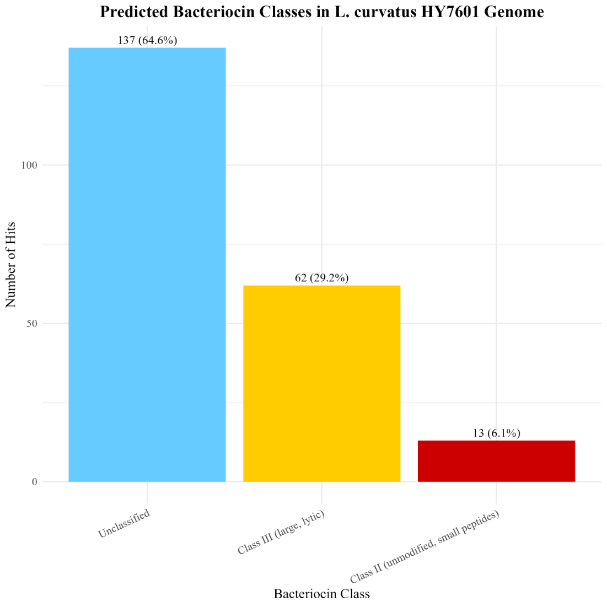 Predicted Bacteriocin Classes in L. curvatus HY7601 Genome
137 (64.6%)
62 (29.2%)
13 (6.1%)
100
50
0
Number of Hits
Unclassified
Class III (large, lytic)
Class II (unmodified, small peptides)
Bacteriocin Class